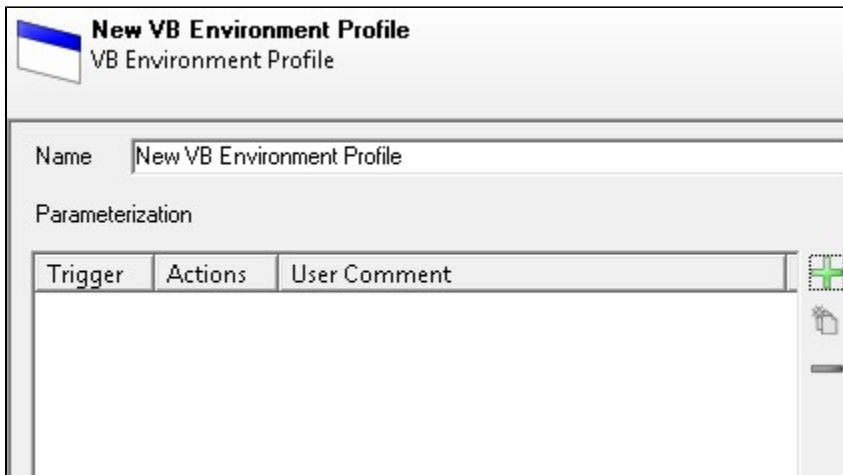 New VB Environment Profile
VB Environment Profile
Name New VB Environment Profile
Parameterization
Trigger Actions User Comment